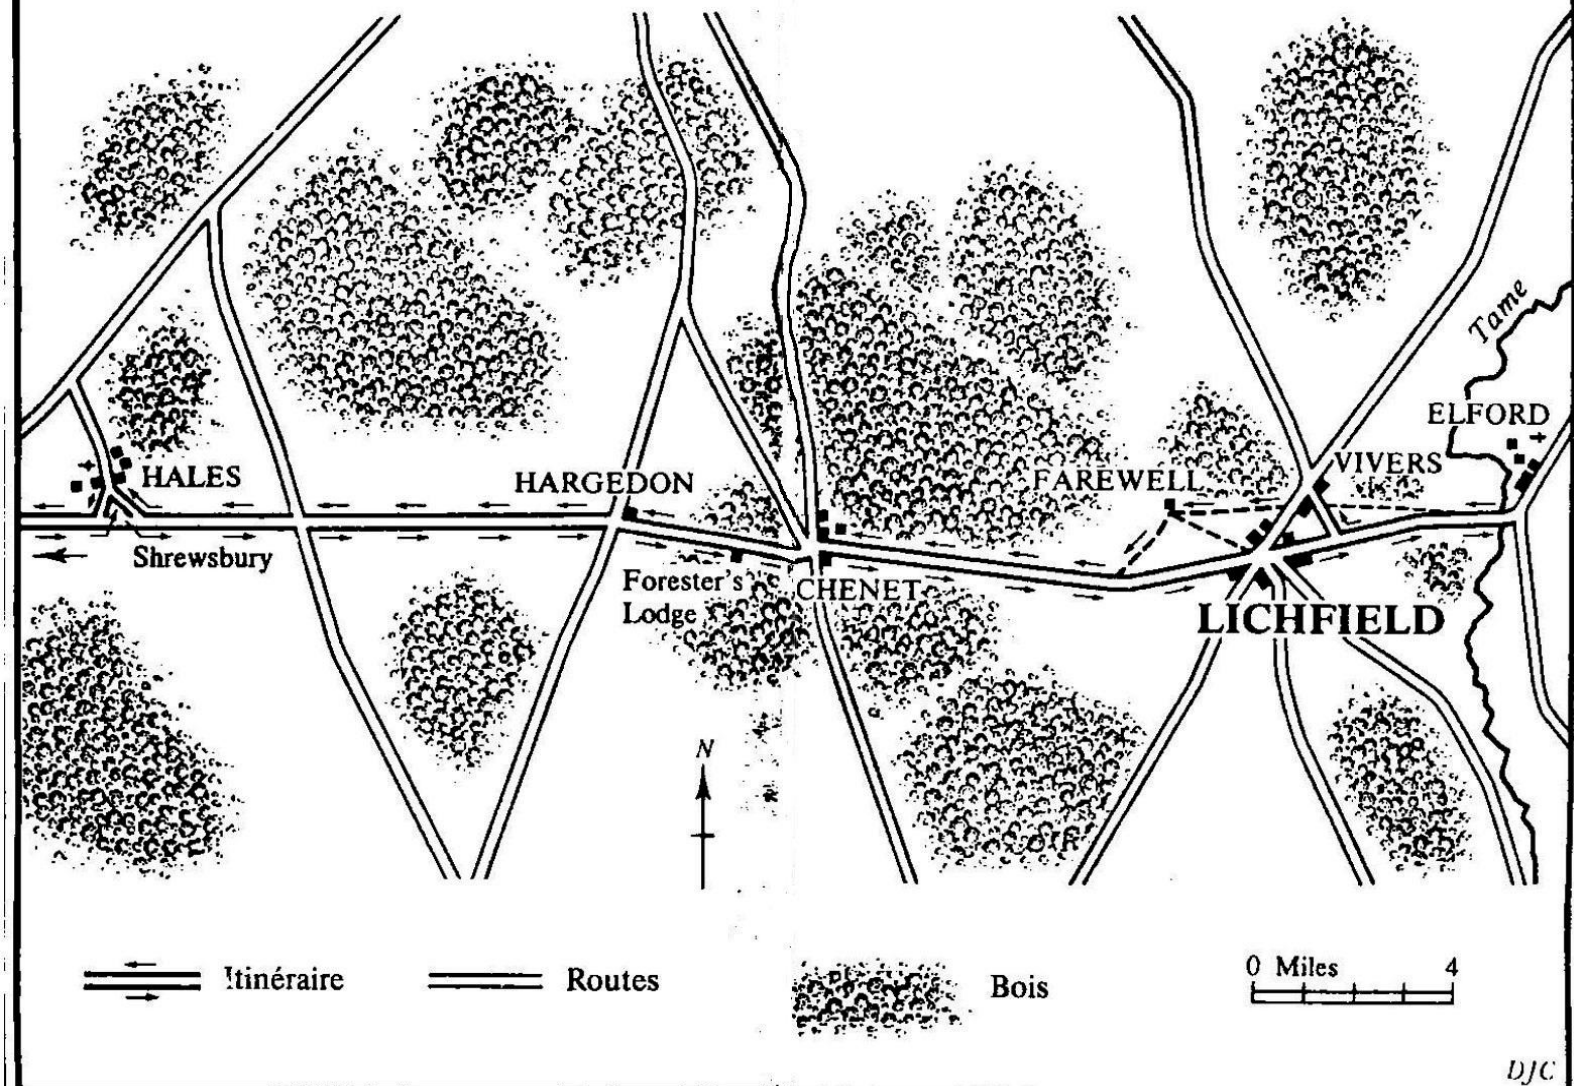 Tame
ELFORD
HALES
HARGEDON
FAREWELL
VIVERS
Shrewsbury
Forester's
Lodge
CHENET
LICHFIELD
N
Itinéraire
Routes
Bois
0 Miles 4
DJC